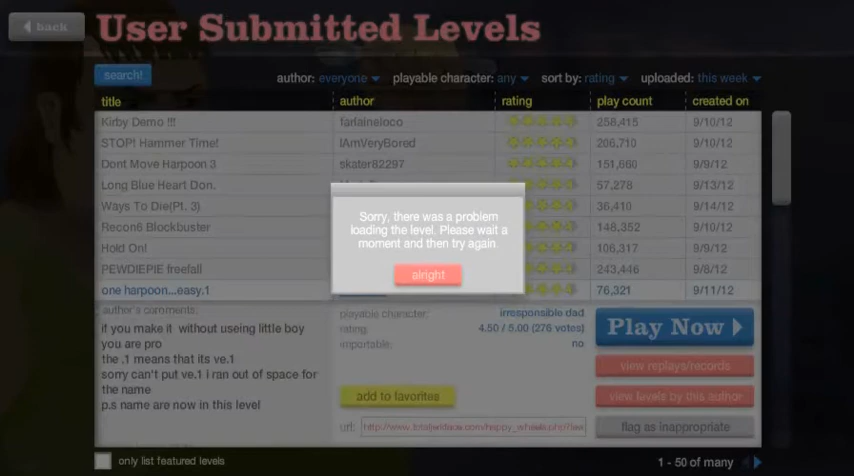 back
User Submitted Levels
search!
author: everyone playable character: any sort by: rating uploaded: this week
title author rating play count created on
Kirby Demo !!! farlaineloco 258,415 9/10/12
STOP! Hammer Time! IAmVeryBored 206,710 9/10/12
Dont Move Harpoon 3 skater82297 151,660 9/9/12
Long Blue Heart Don. 57,278 9/13/12
Ways To Die(Pt. 3) 36,410 9/14/12
Recon6 Blockbuster 148,352 9/10/12
Hold On! 106,317 9/9/12
PEWDIEPIE freefall 243,446 9/8/12
one harpoon...easy.1 76,321 9/11/12
Sorry, there was a problem
loading the level. Please wait a
moment and then try again.
alright
author's comments:
if you make it without useing little boy
you are pro
the .1 means that its ve.1
sorry can't put ve.1 i ran out of space for
the name
p.s name are now in this level
playable character: irresponsible dad
rating: 4.50 / 5.00 (276 votes)
importable: no
add to favorites
url:
Play Now
view replays/records
view levels by this author
flag as inappropriate
only list featured levels
1 - 50 of many